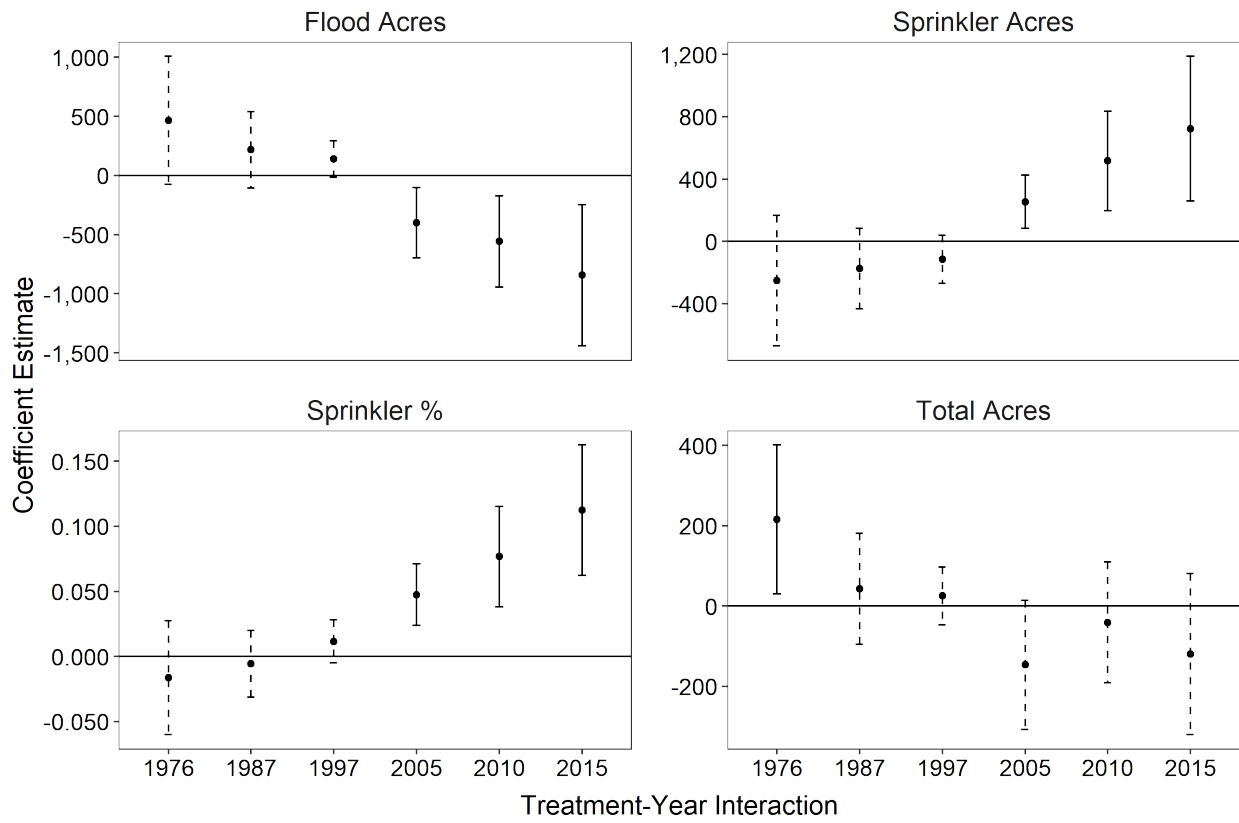 Flood Acres
1,000
500
0
-500
-1,000
-1,500
Sprinkler Acres
1,200
800
400
0
-400
Coefficient Estimate
Sprinkler %
0.150
0.100
0.050
0.000
-0.050
1976 1987 1997 2005 2010 2015
Total Acres
400
200
0
-200
1976 1987 1997 2005 2010 2015
Treatment-Year Interaction